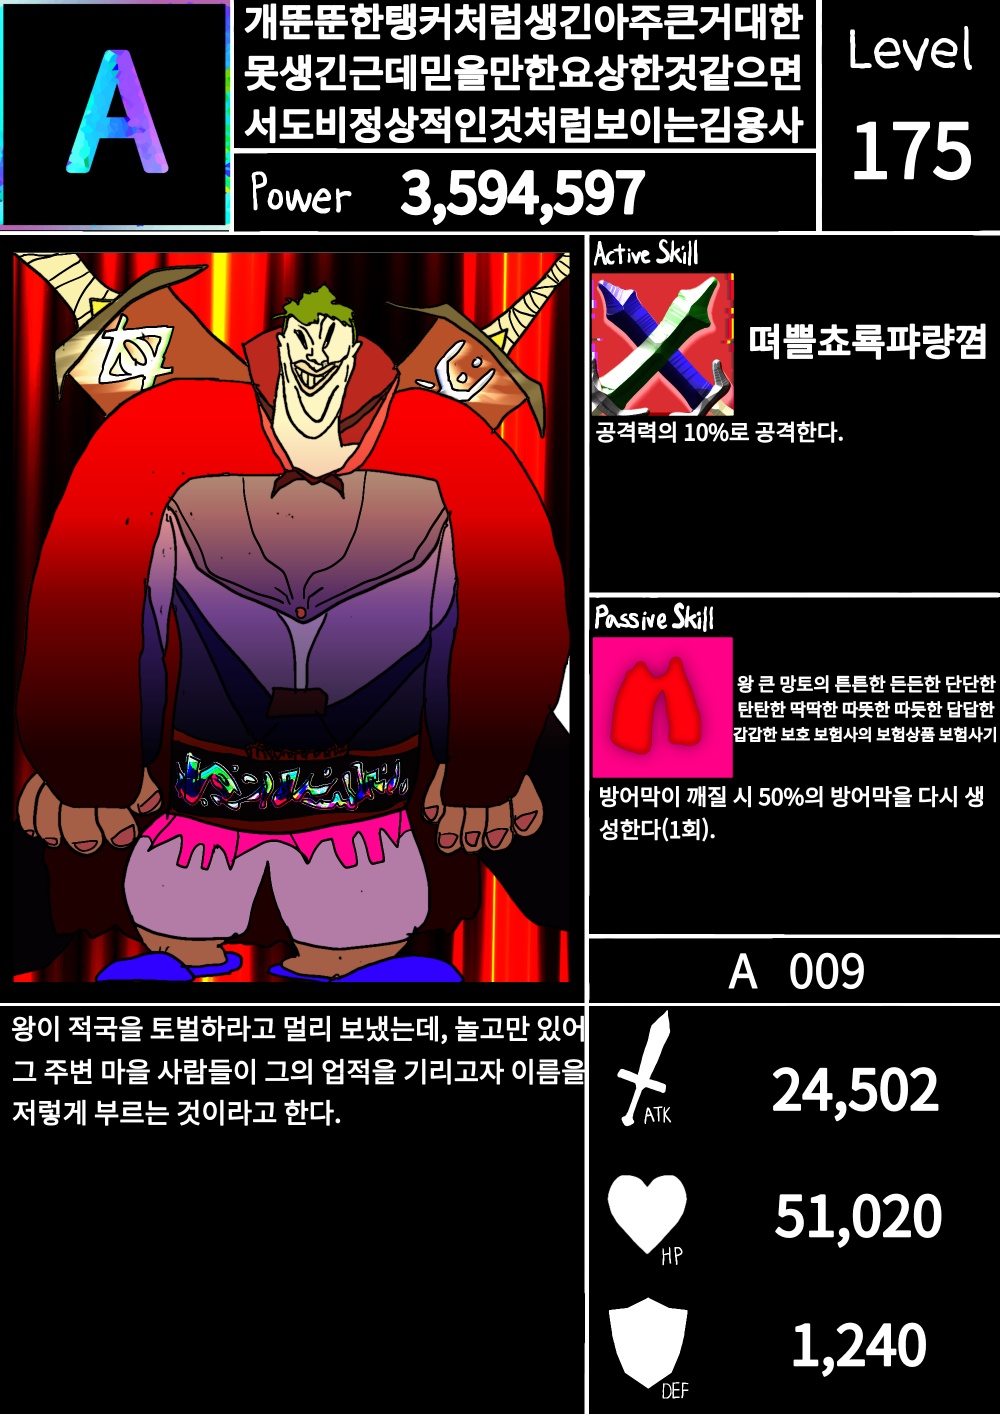 A
개뚠뚠한탱커처럼생긴아주큰거대한
못생긴근데믿을만한요상한것같으면
서도비정상적인것처럼보이는김용사
Power 3,594,597
Level
175
Active Skill
떠쁠쵸룍퍄량꼄
공격력의 10%로 공격한다.
Passive Skill
왕 큰 망토의 튼튼한 든든한 단단한
탄탄한 딱딱한 따뜻한 따듯한 답답한
갑갑한 보호 보험사의 보험상품 보험사기
방어막이 깨질 시 50%의 방어막을 다시 생
성한다(1회).
A 009
왕이 적국을 토벌하라고 멀리 보냈는데, 놀고만 있어
그 주변 마을 사람들이 그의 업적을 기리고자 이름을
저렇게 부르는 것이라고 한다.
ATK 24,502
HP 51,020
DEF 1,240